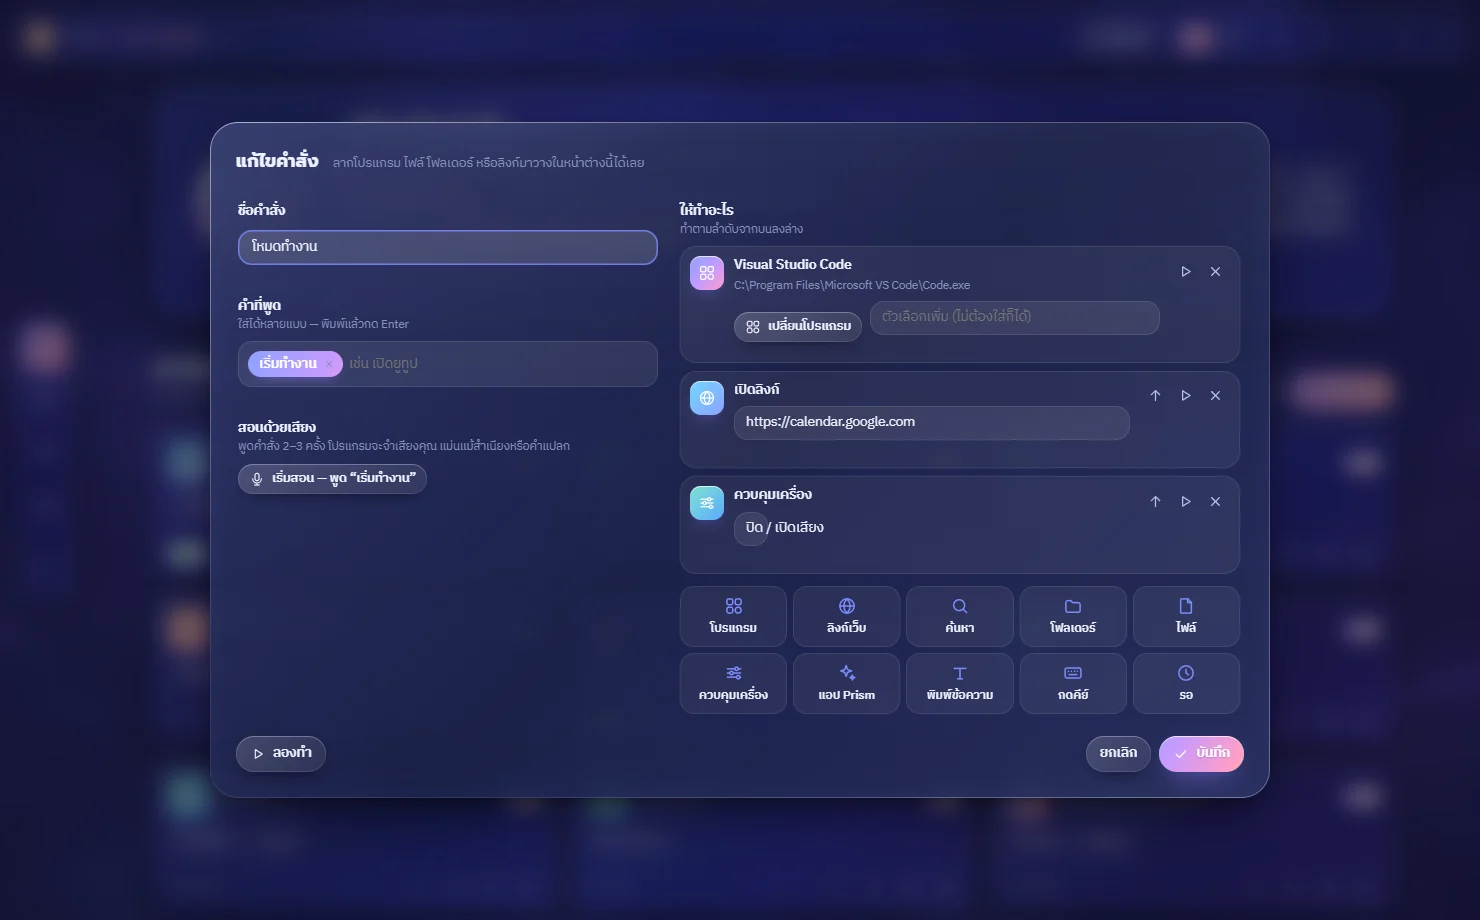 แก้ไขคำสั่ง ลากโปรแกรม ไฟล์ โฟลเดอร์ หรือลิงก์มาวางในหน้าต่างนี้ได้เลย
ชื่อคำสั่ง
โหมดทำงาน
คำที่พูด
ใส่ได้หลายแบบ — พิมพ์แล้วกด Enter
เริ่มทำงาน × เช่น เปิดยูทูป
สอนด้วยเสียง
พูดคำสั่ง 2–3 ครั้ง โปรแกรมจะจำเสียงคุณ แม่นแม้สำเนียงหรือคำแปลก
เริ่มสอน — พูด “เริ่มทำงาน”
ให้ทำอะไร
ทำตามลำดับจากบนลงล่าง
Visual Studio Code
C:\Program Files\Microsoft VS Code\Code.exe
เปลี่ยนโปรแกรม ตัวเลือกเพิ่ม (ไม่ต้องใส่ก็ได้)
เปิดลิงก์
https://calendar.google.com
ควบคุมเครื่อง
ปิด / เปิดเสียง
โปรแกรม ลิงก์เว็บ ค้นหา โฟลเดอร์ ไฟล์
ควบคุมเครื่อง แอป Prism พิมพ์ข้อความ กดคีย์ รอ
ลองทำ ยกเลิก บันทึก